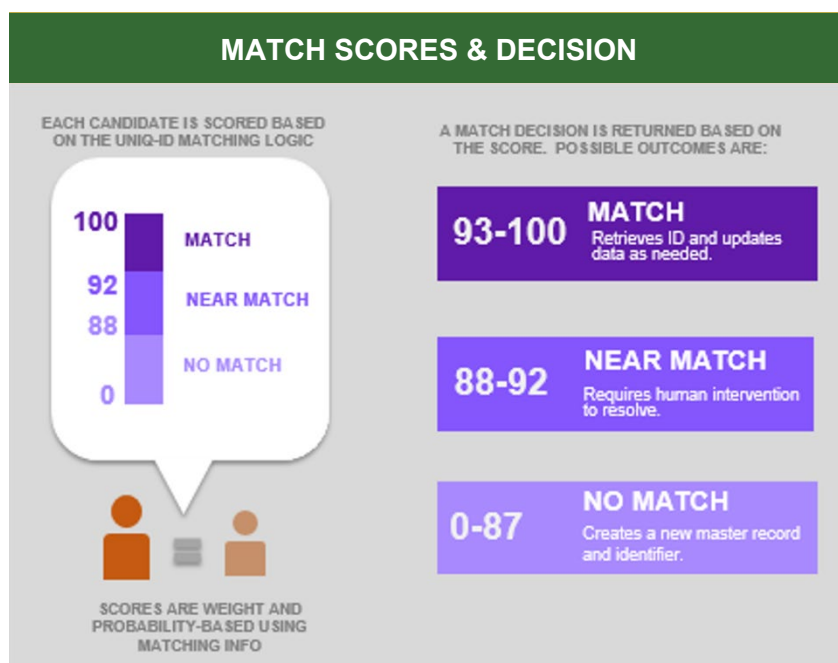 MATCH SCORES & DECISION
EACH CANDIDATE IS SCORED BASED
ON THE UNIQ-ID MATCHING LOGIC
100
MATCH
92
NEAR MATCH
88
NO MATCH
0
SCORES ARE WEIGHT AND
PROBABILITY-BASED USING
MATCHING INFO
A MATCH DECISION IS RETURNED BASED ON
THE SCORE. POSSIBLE OUTCOMES ARE:
93-100
MATCH
Retrieves ID and updates
data as needed.
88-92
NEAR MATCH
Requires human intervention
to resolve.
0-87
NO MATCH
Creates a new master record
and identifier.